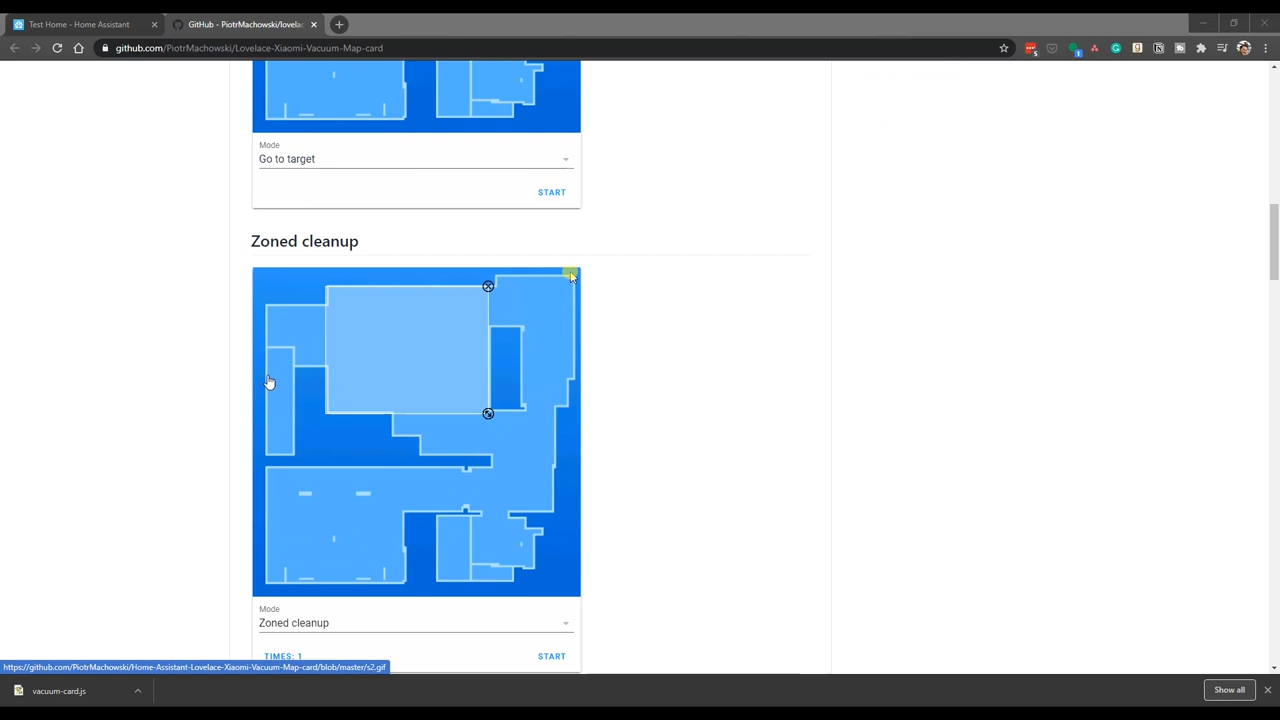 Test Home - Home Assistant
GitHub - PiotrMachowski/lovelac
github.com/PiotrMachowski/Lovelace-Xiaomi-Vacuum-Map-card
Mode
Go to target
START
Zoned cleanup
Mode
Zoned cleanup
TIMES: 1
START
https://github.com/PiotrMachowski/Home-Assistant-Lovelace-Xiaomi-Vacuum-Map-card/blob/master/s2.gif
vacuum-card.js
Show all